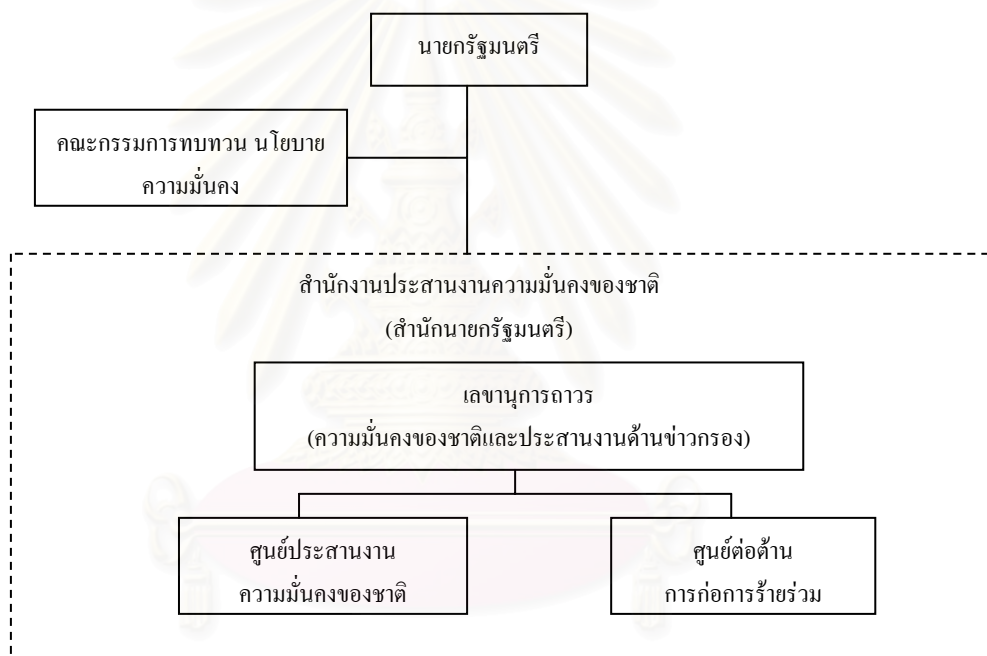 นายกรัฐมนตรี
คณะกรรมการทบทวน นโยบาย
ความมั่นคง
สำนักงานประสานงานความมั่นคงของชาติ
(สำนักนายกรัฐมนตรี)
เลขานุการถาวร
(ความมั่นคงของชาติและประสานงานด้านข่าวกรอง)
ศูนย์ประสานงาน
ความมั่นคงของชาติ
ศูนย์ต่อต้าน
การก่อการร้ายร่วม